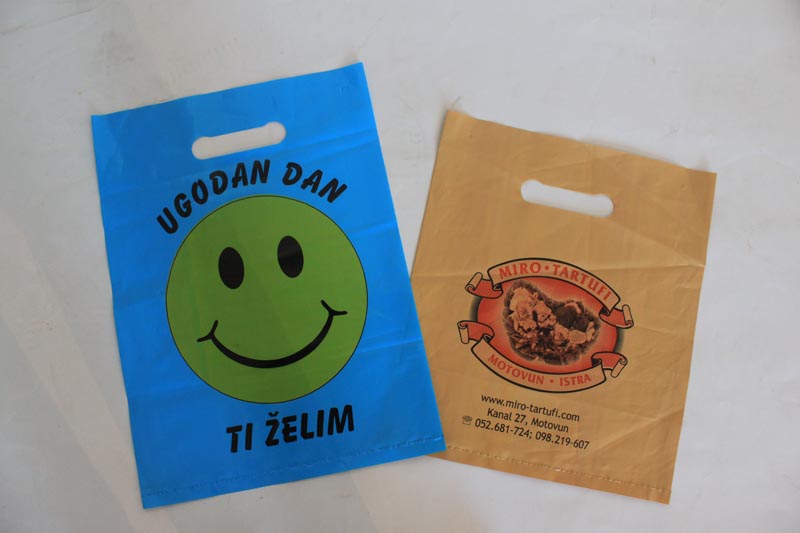 UGODAN DAN
TI ŽELIM
MIRO • TARTUFI
MOTOVUN • ISTRA
www.miro-tartufi.com
Kanal 27, Motovun
☏ 052.681-724; 098.219-607